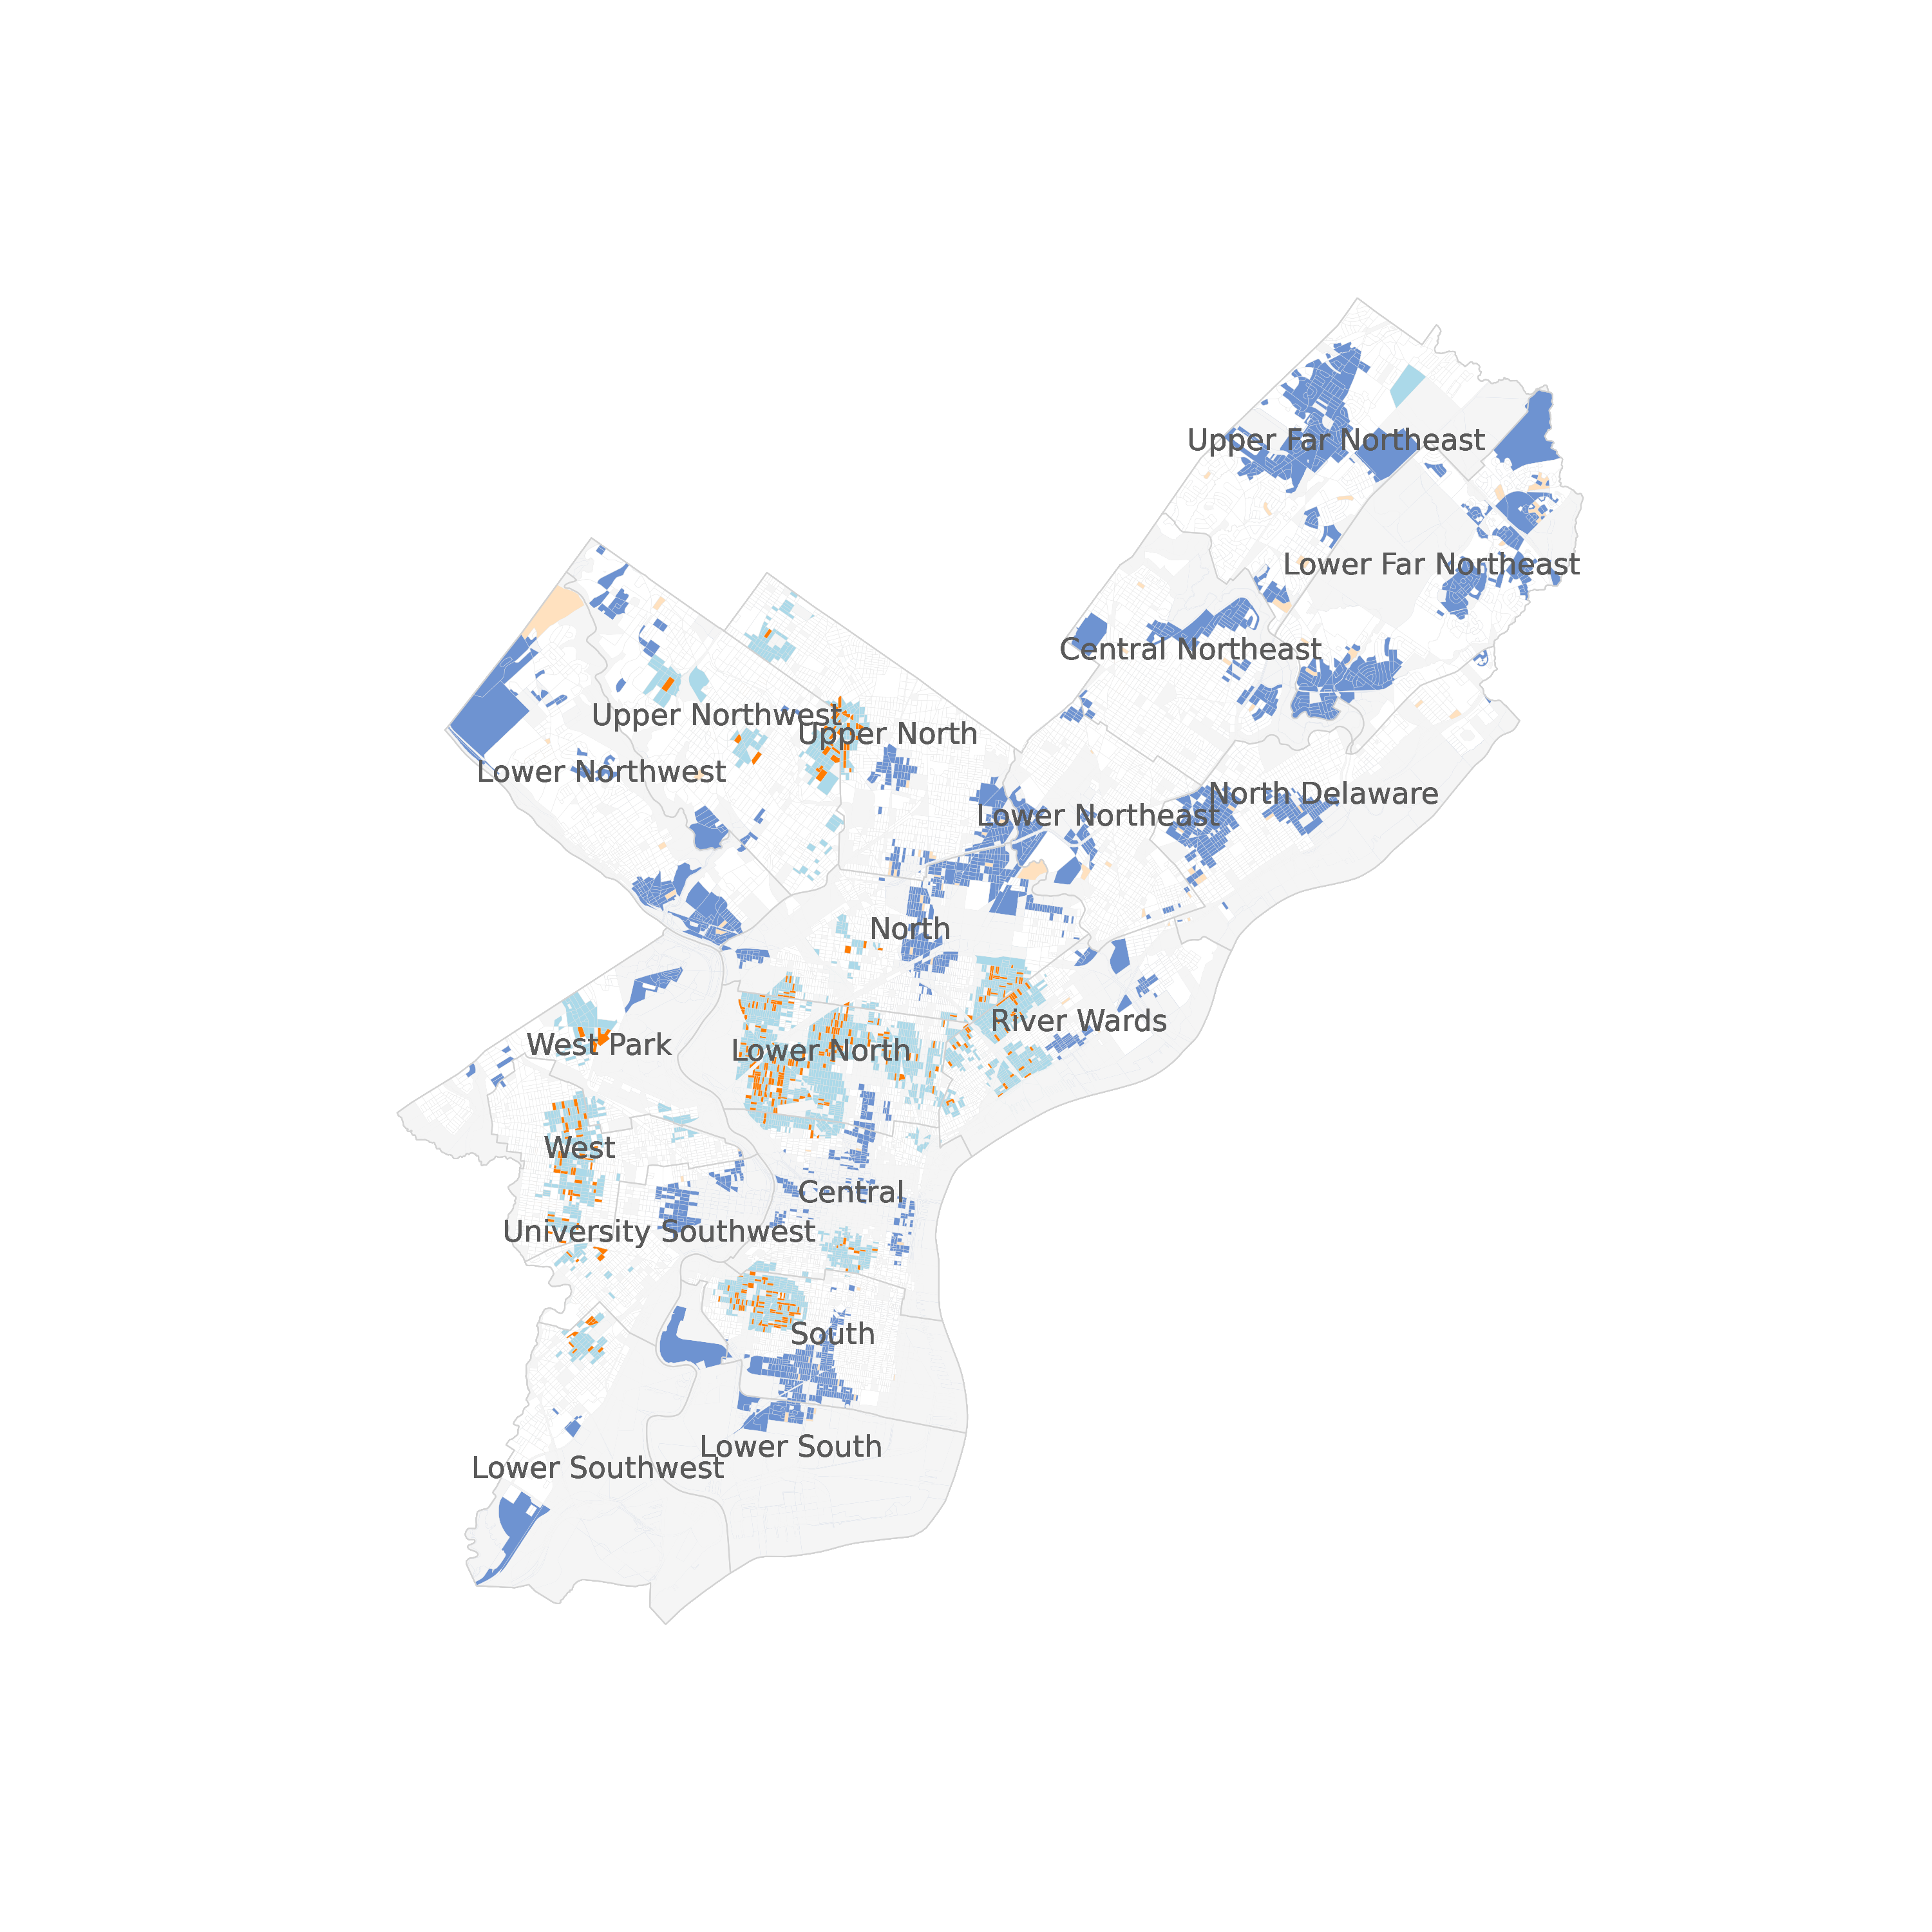 Upper Far Northeast
Lower Far Northeast
Central Northeast
Upper Northwest
Upper North
Lower Northwest
North Delaware
Lower Northeast
North
River Wards
West Park
Lower North
West
Central
University Southwest
South
Lower South
Lower Southwest